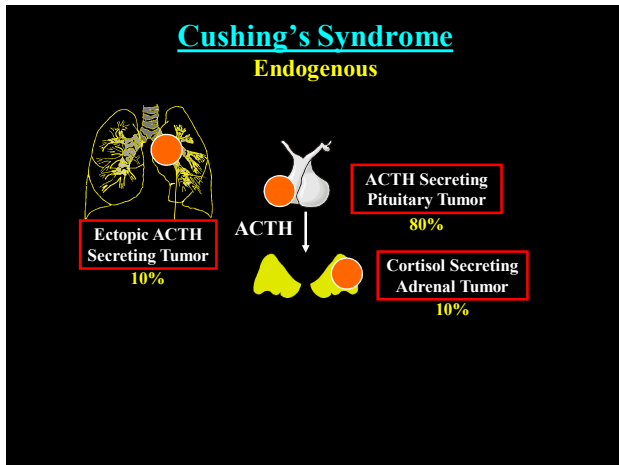 Cushing's Syndrome
Endogenous
Ectopic ACTH
Secreting Tumor
10%
ACTH
ACTH Secreting
Pituitary Tumor
80%
Cortisol Secreting
Adrenal Tumor
10%